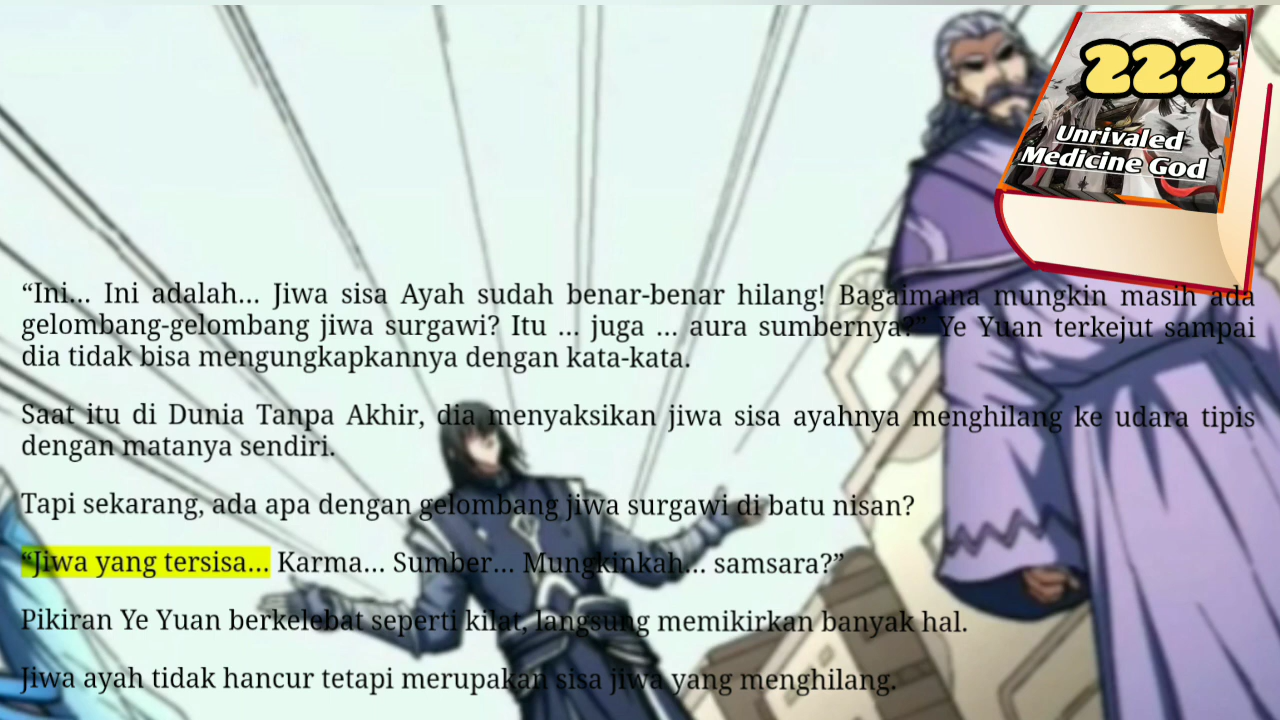 222
Unrivaled
Medicine God
“Ini... Ini adalah... Jiwa sisa Ayah sudah benar-benar hilang! Bagaimana mungkin masih ada
gelombang-gelombang jiwa surgawi? Itu ... juga ... aura sumbernya?” Ye Yuan terkejut sampai
dia tidak bisa mengungkapkannya dengan kata-kata.
Saat itu di Dunia Tanpa Akhir, dia menyaksikan jiwa sisa ayahnya menghilang ke udara tipis
dengan matanya sendiri.
Tapi sekarang, ada apa dengan gelombang jiwa surgawi di batu nisan?
“Jiwa yang tersisa... Karma... Sumber... Mungkinkah... samsara?”
Pikiran Ye Yuan berkelebat seperti kilat, langsung memikirkan banyak hal.
Jiwa ayah tidak hancur tetapi merupakan sisa jiwa yang menghilang.